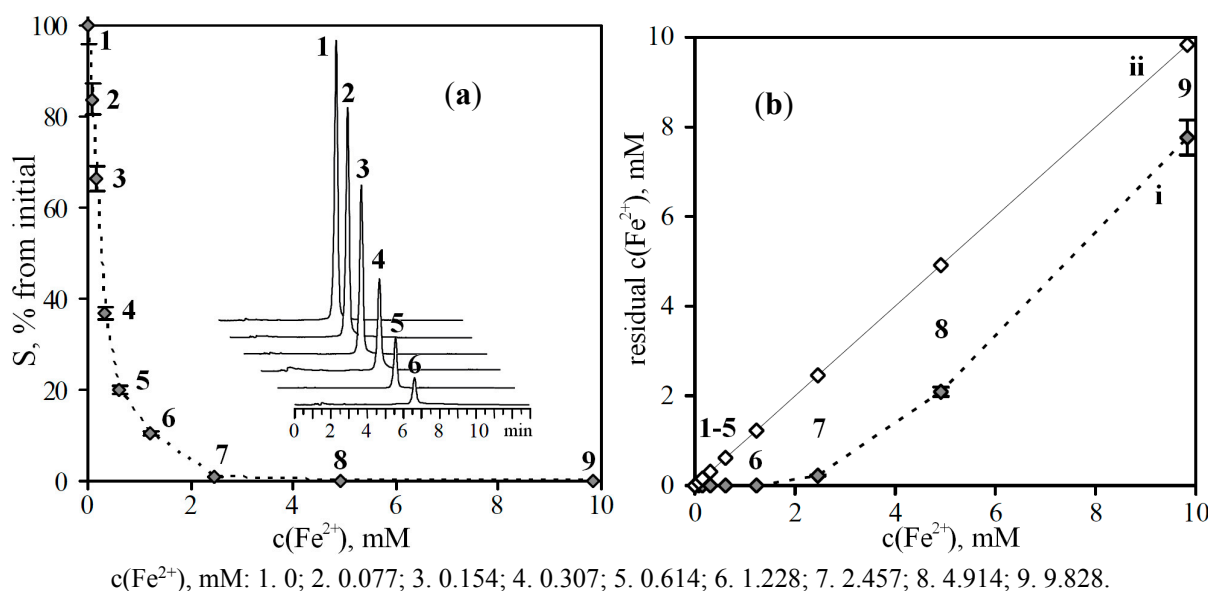 100
80
60
40
20
0
S, % from initial
1
2
3
4
5
6
7
8
9
(a)
1
2
3
4
5
6
0 2 4 6 8 10 min
0 2 4 6 8 10
c(Fe²⁺), mM
10
8
6
4
2
0
residual c(Fe²⁺), mM
(b)
ii
9
i
8
1-5
7
6
0 2 4 6 8 10
c(Fe²⁺), mM
c(Fe²⁺), mM: 1. 0; 2. 0.077; 3. 0.154; 4. 0.307; 5. 0.614; 6. 1.228; 7. 2.457; 8. 4.914; 9. 9.828.